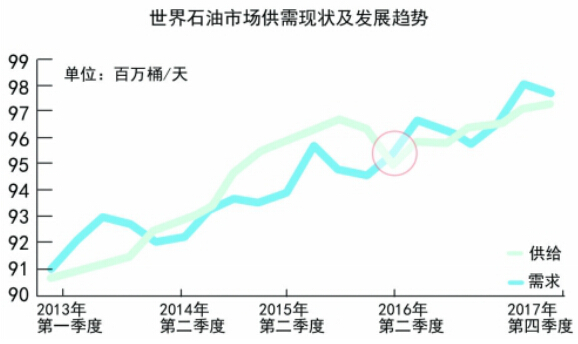 世界石油市场供需现状及发展趋势
单位：百万桶/天
99
98
97
96
95
94
93
92
91
90
供给
需求
2013年
第一季度
2014年
第二季度
2015年
第二季度
2016年
第二季度
2017年
第四季度